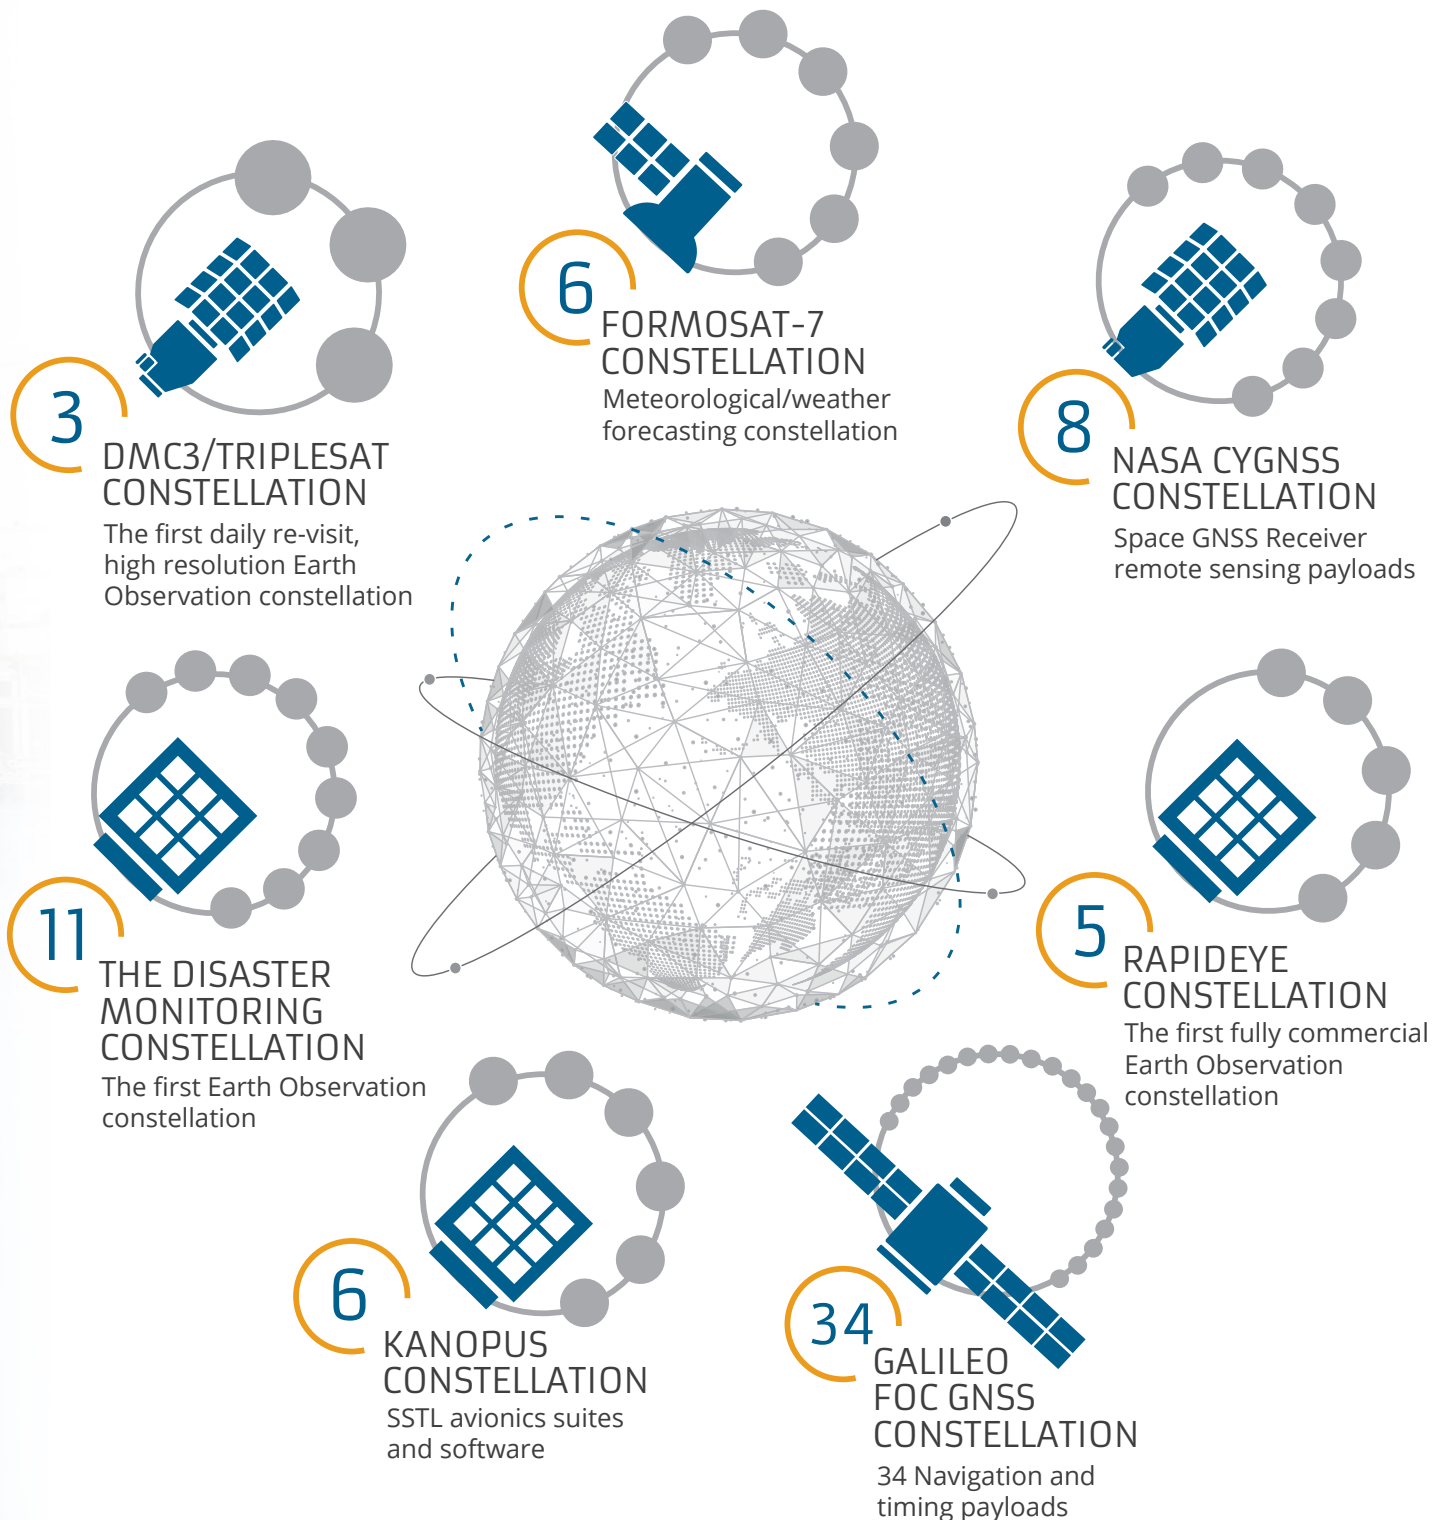 3
DMC3/TRIPLESAT
CONSTELLATION
The first daily re-visit,
high resolution Earth
Observation constellation
6
FORMOSAT-7
CONSTELLATION
Meteorological/weather
forecasting constellation
8
NASA CYGNSS
CONSTELLATION
Space GNSS Receiver
remote sensing payloads
11
THE DISASTER
MONITORING
CONSTELLATION
The first Earth Observation
constellation
5
RAPIDEYE
CONSTELLATION
The first fully commercial
Earth Observation
constellation
6
KANOPUS
CONSTELLATION
SSTL avionics suites
and software
34
GALILEO
FOC GNSS
CONSTELLATION
34 Navigation and
timing payloads